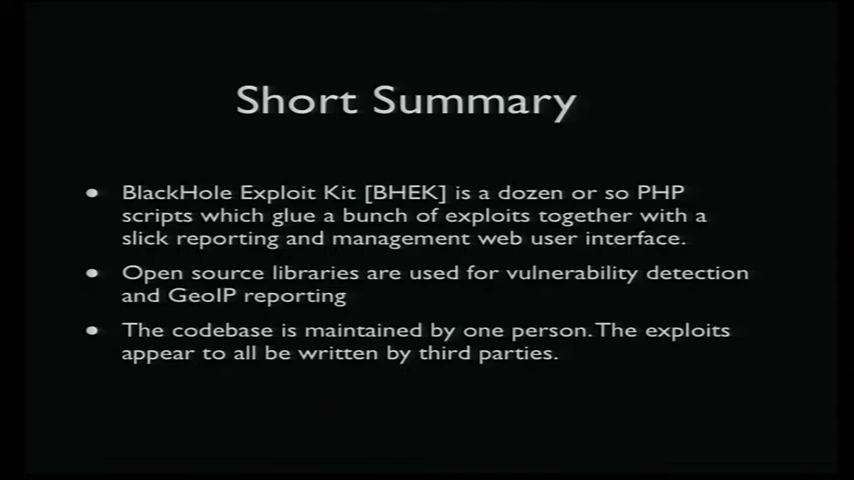 Short Summary
● BlackHole Exploit Kit [BHEK] is a dozen or so PHP
scripts which glue a bunch of exploits together with a
slick reporting and management web user interface.
● Open source libraries are used for vulnerability detection
and GeoIP reporting
● The codebase is maintained by one person. The exploits
appear to all be written by third parties.